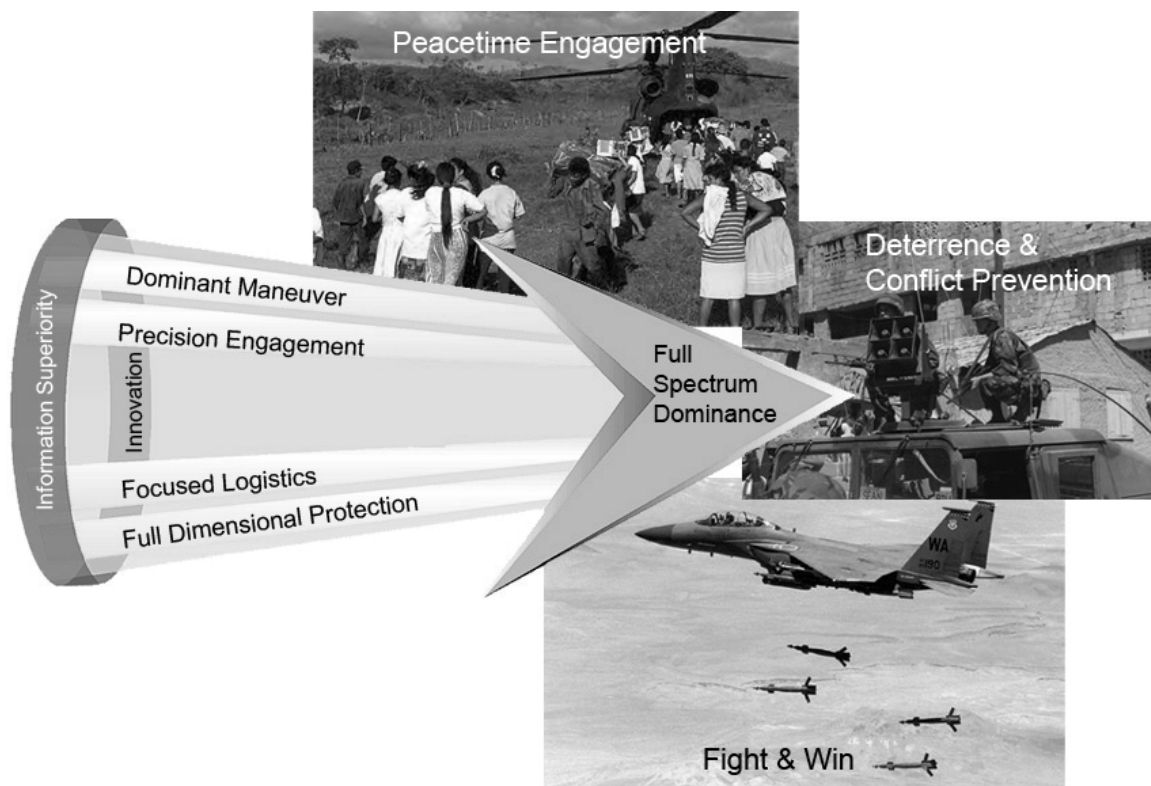 Peacetime Engagement
Deterrence &
Conflict Prevention
Information Superiority
Dominant Maneuver
Precision Engagement
Innovation
Full
Spectrum
Dominance
Focused Logistics
Full Dimensional Protection
WA
190
Fight & Win